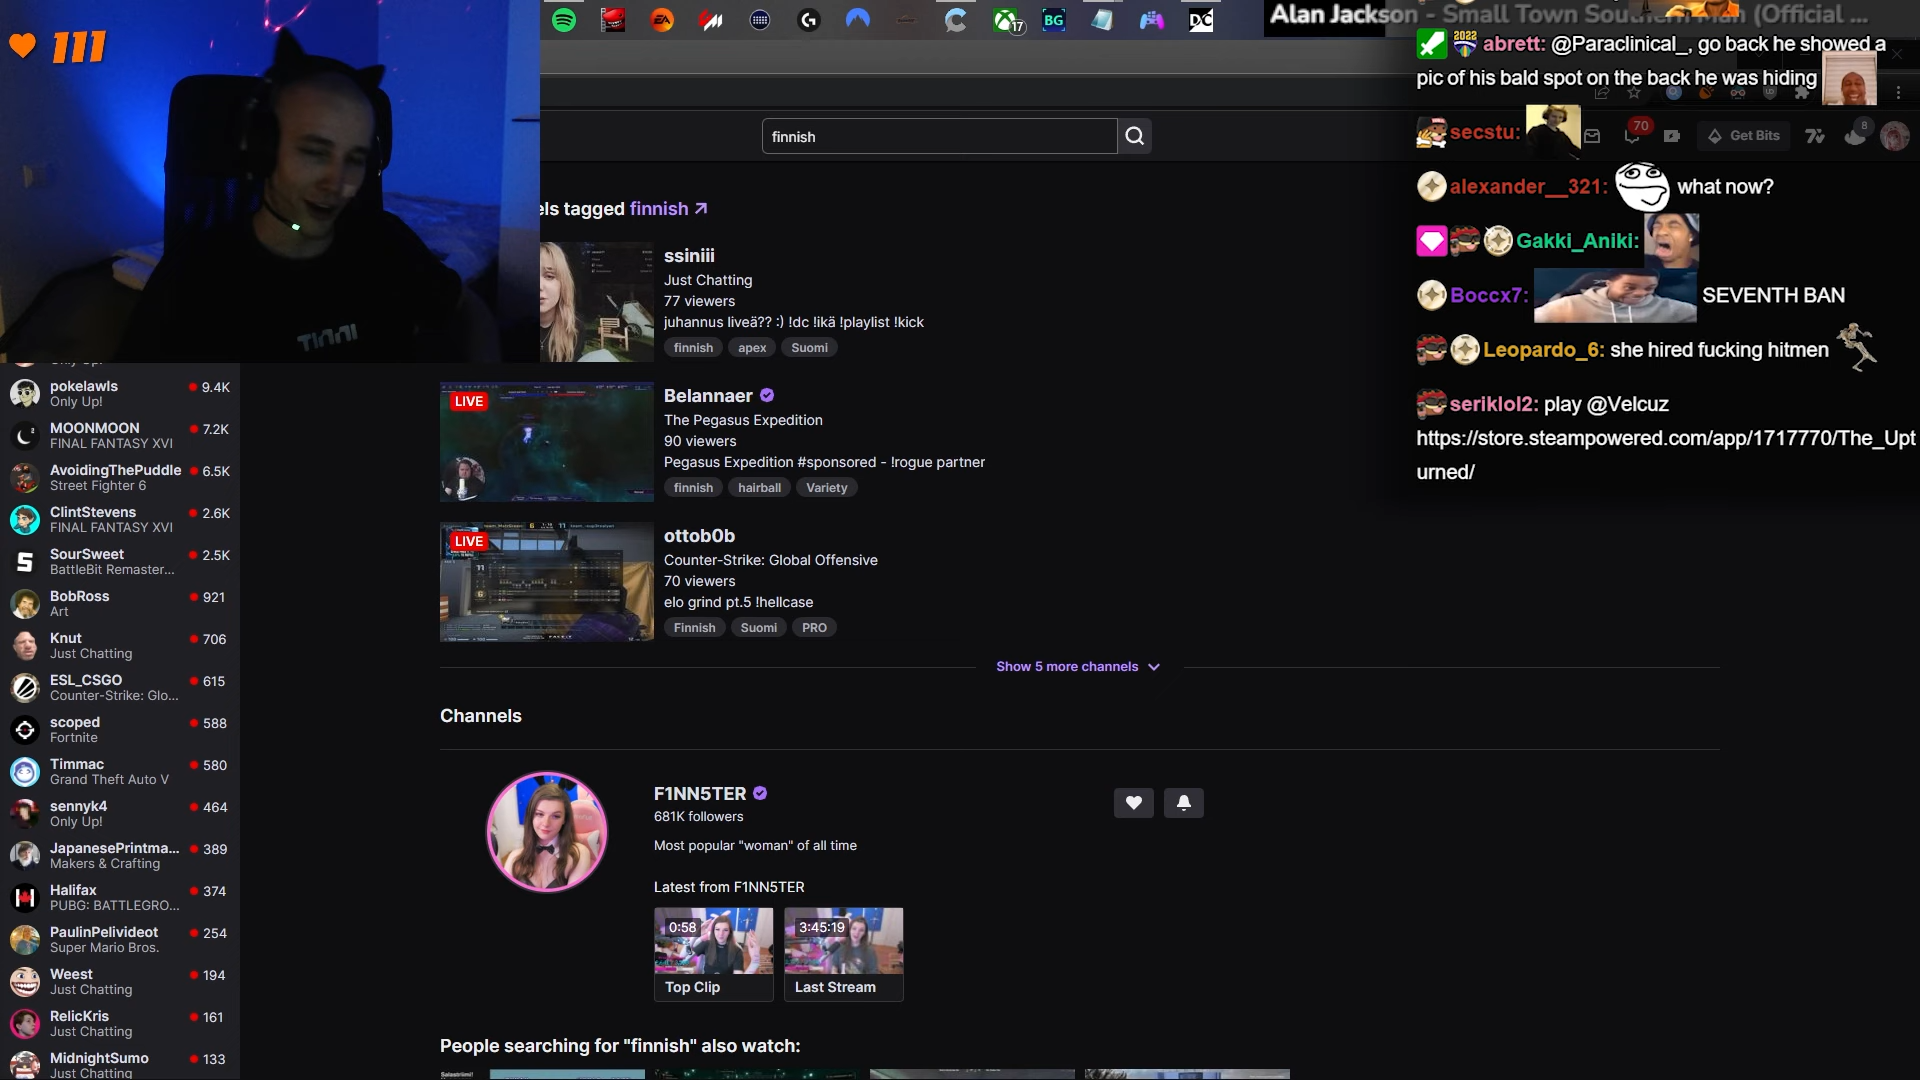 111
17
BG
DC
Alan Jackson - Small Town Southern Man (Official ...
2022 abrett: @Paraclinical_, go back he showed a
pic of his bald spot on the back he was hiding
finnish
70
Get Bits
8
secstu:
alexander__321: what now?
Gakki_Aniki:
Boccx7: SEVENTH BAN
Leopardo_6: she hired fucking hitmen
seriklol2: play @Velcuz
https://store.steampowered.com/app/1717770/The_Upt
urned/
els tagged finnish
ssiniii
Just Chatting
77 viewers
juhannus liveä?? :) !dc !ikä !playlist !kick
finnish apex Suomi
LIVE
Belannaer
The Pegasus Expedition
90 viewers
Pegasus Expedition #sponsored - !rogue partner
finnish hairball Variety
LIVE
ottob0b
Counter-Strike: Global Offensive
70 viewers
elo grind pt.5 !hellcase
Finnish Suomi PRO
Show 5 more channels
Channels
F1NN5TER
681K followers
Most popular "woman" of all time
Latest from F1NN5TER
0:58
Top Clip
3:45:19
Last Stream
People searching for "finnish" also watch:
Only Up!
pokelawls 9.4K
Only Up!
MOONMOON 7.2K
FINAL FANTASY XVI
AvoidingThePuddle 6.5K
Street Fighter 6
ClintStevens 2.6K
FINAL FANTASY XVI
SourSweet 2.5K
BattleBit Remaster...
BobRoss 921
Art
Knut 706
Just Chatting
ESL_CSGO 615
Counter-Strike: Glo...
scoped 588
Fortnite
Timmac 580
Grand Theft Auto V
sennyk4 464
Only Up!
JapanesePrintma... 389
Makers & Crafting
Halifax 374
PUBG: BATTLEGRO...
PaulinPelivideot 254
Super Mario Bros.
Weest 194
Just Chatting
RelicKris 161
Just Chatting
MidnightSumo 133
Just Chatting